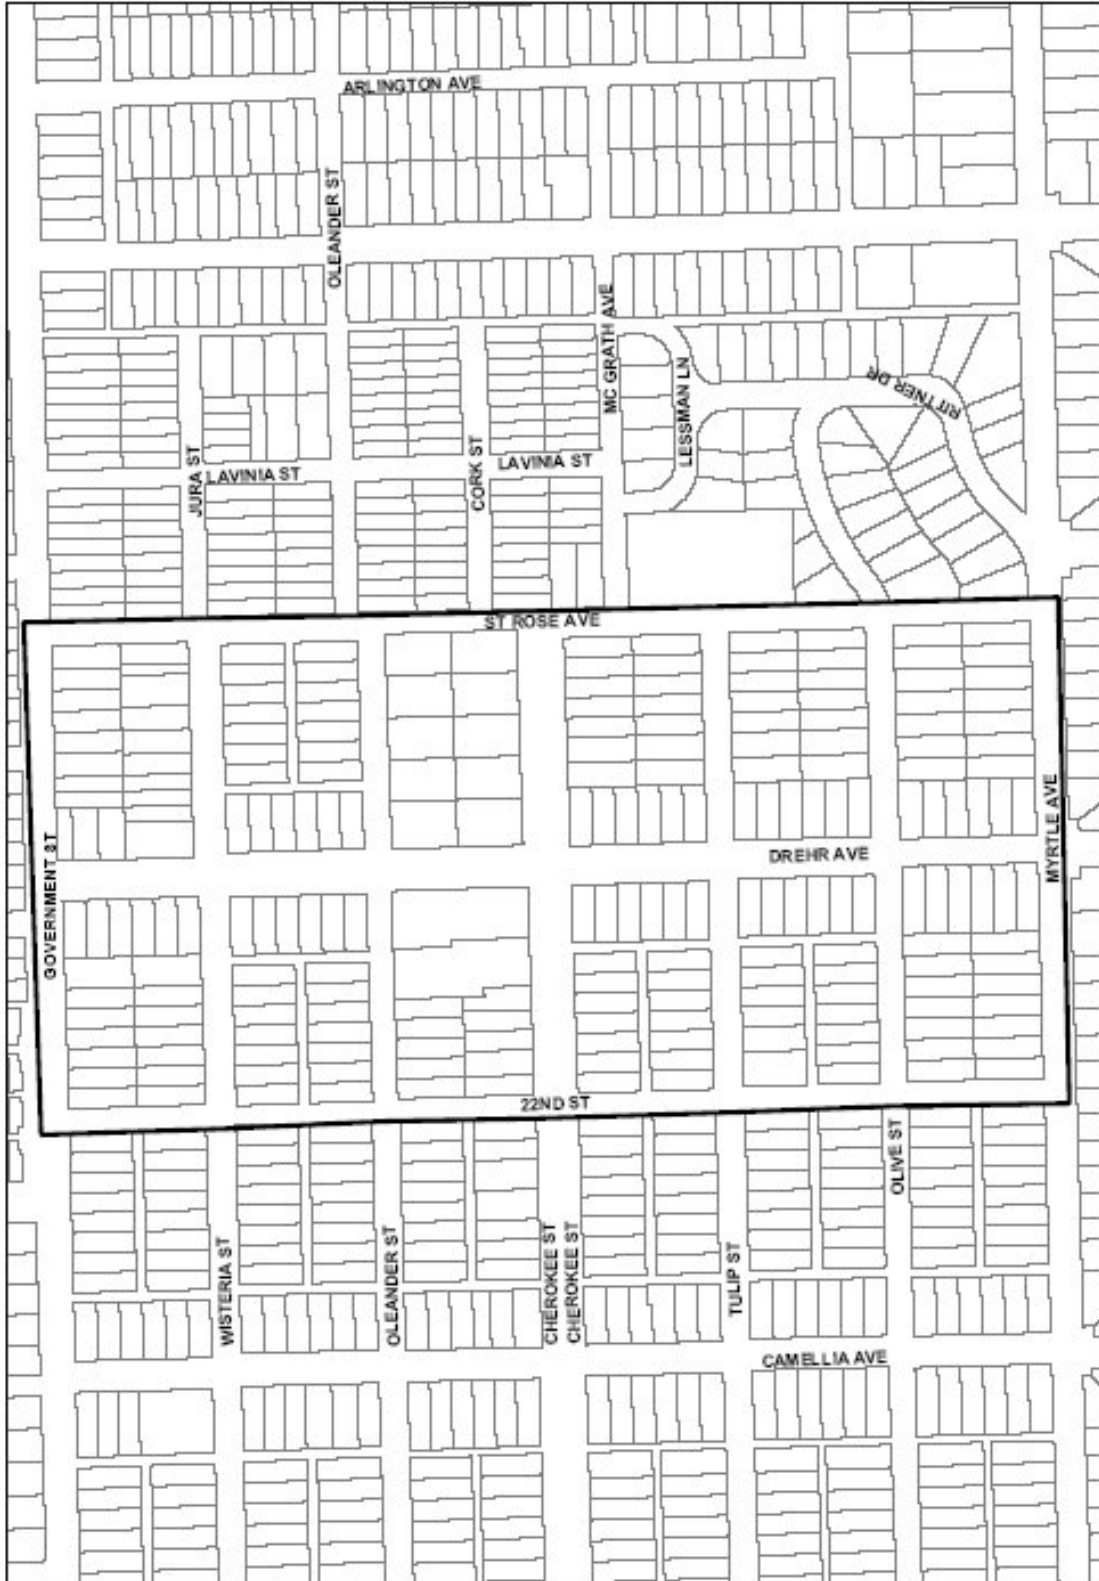 ARLINGTON AVE
OLEANDER ST
MC GRATH AVE
LESSMAN LN
RITTNER DR
JURA ST
LAVINIA ST
CORK ST
LAVINIA ST
ST ROSE AVE
GOVERNMENT ST
DREHR AVE
MYRTLE AVE
22ND ST
OLIVE ST
WISTERIA ST
OLEANDER ST
CHEROKEE ST
CHEROKEE ST
TULIP ST
CAMELLIA AVE